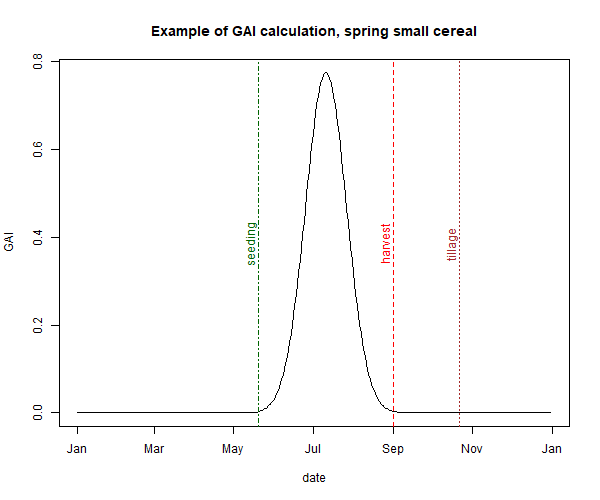 Example of GAI calculation, spring small cereal
GAI
0.8
0.6
0.4
0.2
0.0
seeding
harvest
tillage
Jan
Mar
May
Jul
Sep
Nov
Jan
date